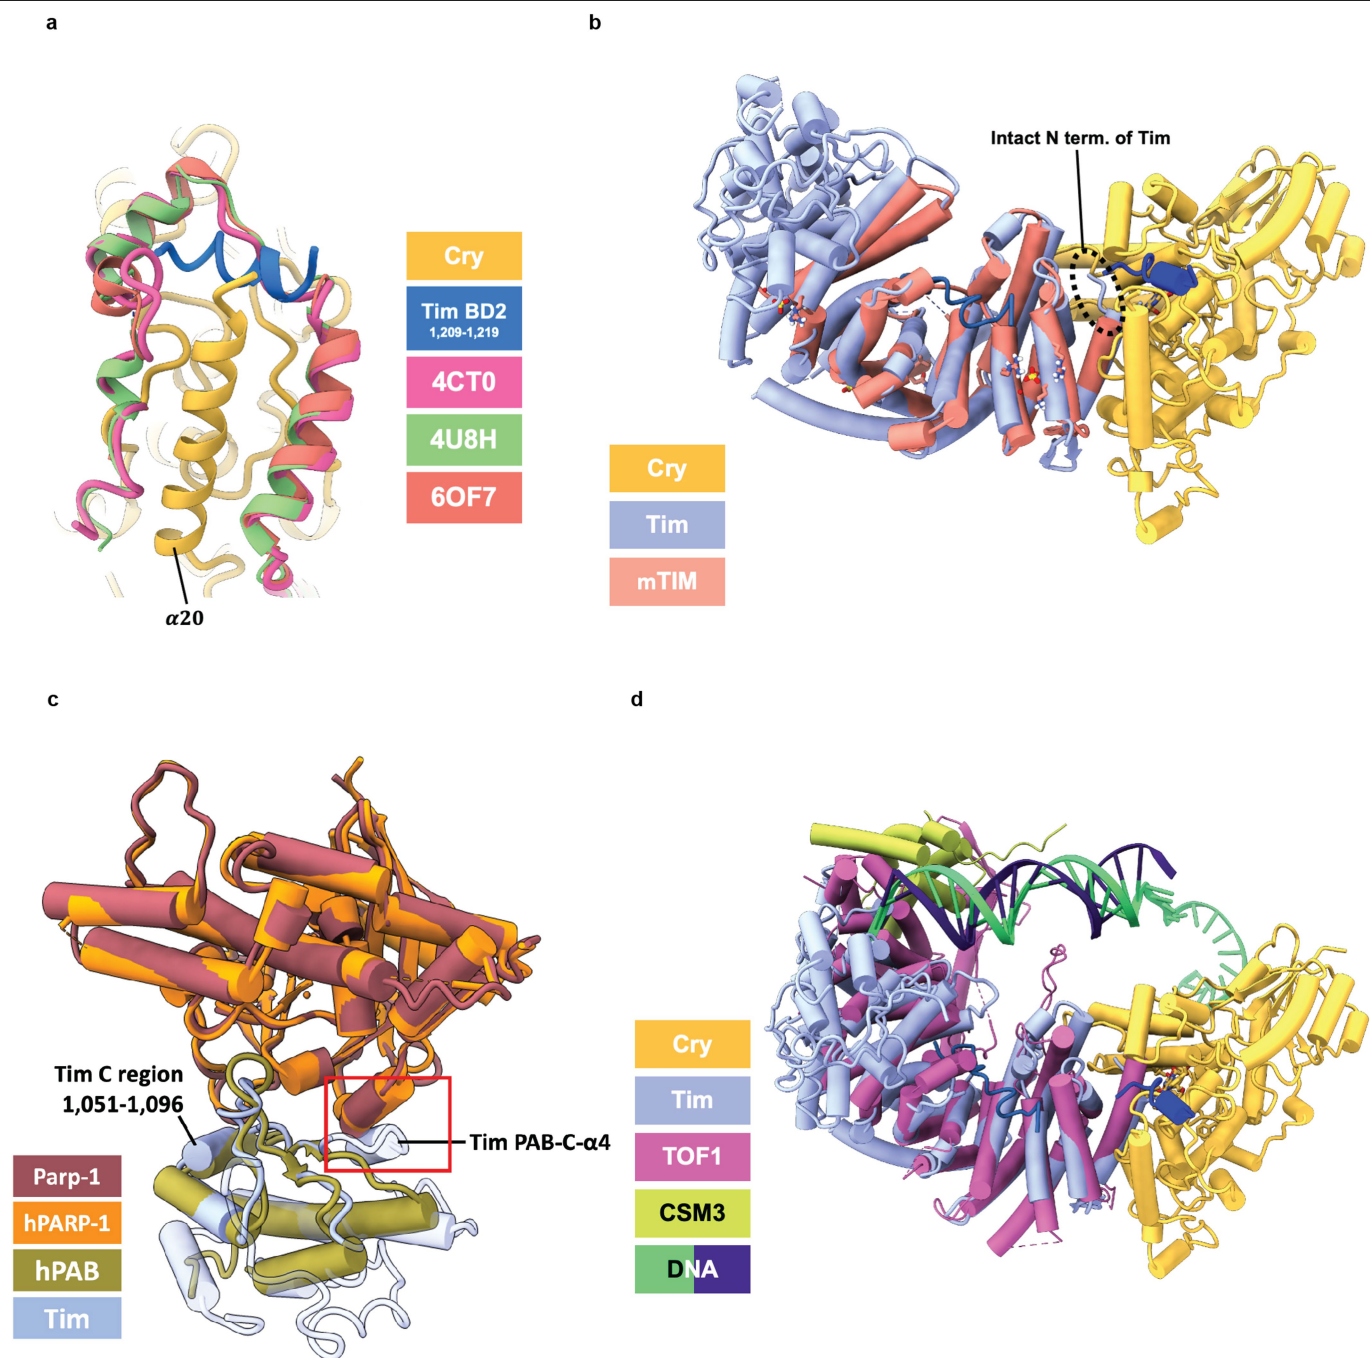 a
Cry
Tim BD2
1,209-1,219
4CT0
4U8H
6OF7
α20
b
Intact N term. of Tim
Cry
Tim
mTIM
c
Tim C region
1,051-1,096
Tim PAB-C-α4
Parp-1
hPARP-1
hPAB
Tim
d
Cry
Tim
TOF1
CSM3
DNA